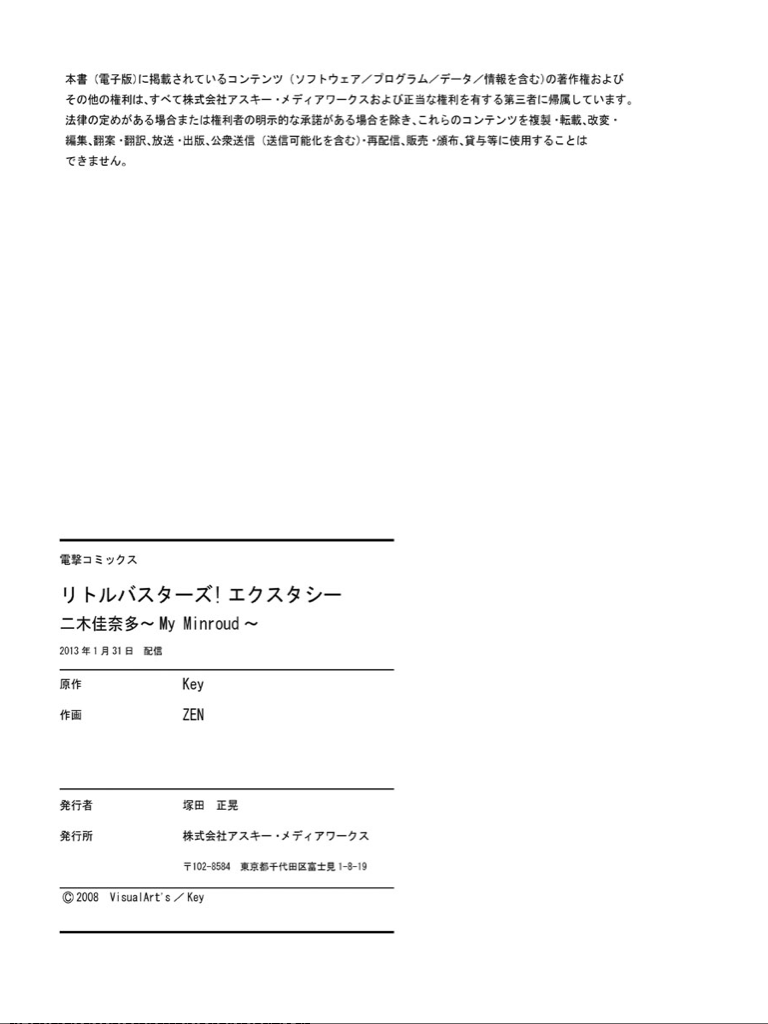 本書（電子版）に掲載されているコンテンツ（ソフトウェア／プログラム／データ／情報を含む）の著作権および
その他の権利は、すべて株式会社アスキー・メディアワークスおよび正当な権利を有する第三者に帰属しています。
法律の定めがある場合または権利者の明示的な承諾がある場合を除き、これらのコンテンツを複製・転載、改変・
編集、翻案・翻訳、放送・出版、公衆送信（送信可能化を含む）・再配信、販売・頒布、貸与等に使用することは
できません。
電撃コミックス
リトルバスターズ! エクスタシー
二木佳奈多～ My Minroud ～
2013 年 1 月 31 日　配信
原作　Key
作画　ZEN
発行者　塚田　正晃
発行所　株式会社アスキー・メディアワークス
〒102-8584　東京都千代田区富士見 1-8-19
Ⓒ 2008　VisualArt's ／ Key